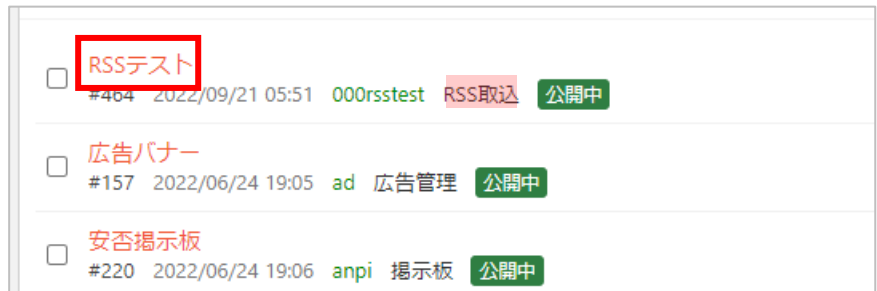 RSSテスト
#464 2022/09/21 05:51 000rsstest RSS取込 公開中
広告バナー
#157 2022/06/24 19:05 ad 広告管理 公開中
安否掲示板
#220 2022/06/24 19:06 anpi 掲示板 公開中